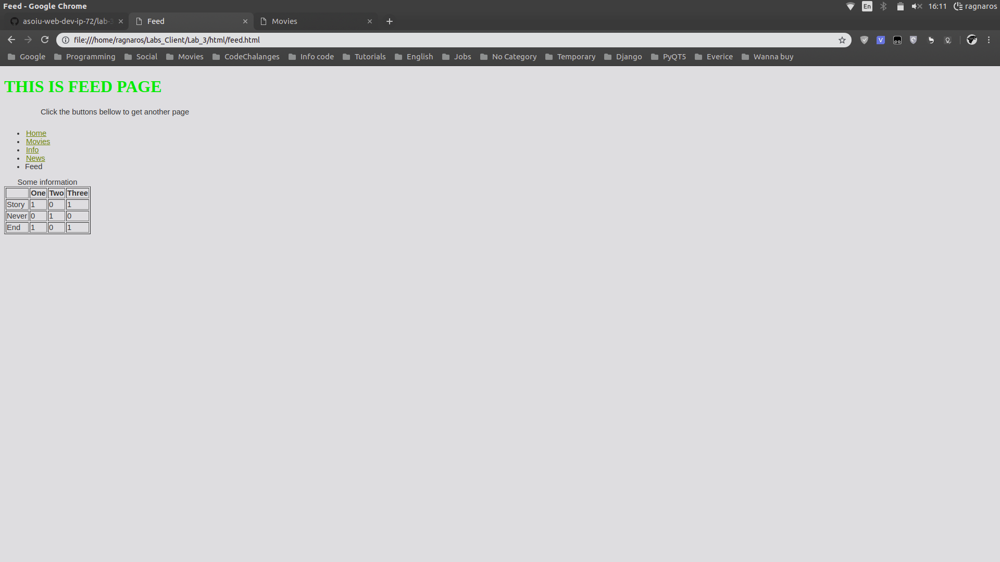 Feed - Google Chrome
En 16:11 ragnaros
asoiu-web-dev-ip-72/lab-3 Feed Movies
file:///home/ragnaros/Labs_Client/Lab_3/html/feed.html
Google Programming Social Movies CodeChalanges Info code Tutorials English Jobs No Category Temporary Django PyQT5 Everice Wanna buy
THIS IS FEED PAGE
Click the buttons bellow to get another page
Home
Movies
Info
News
Feed
Some information
One Two Three
Story 1 0 1
Never 0 1 0
End 1 0 1